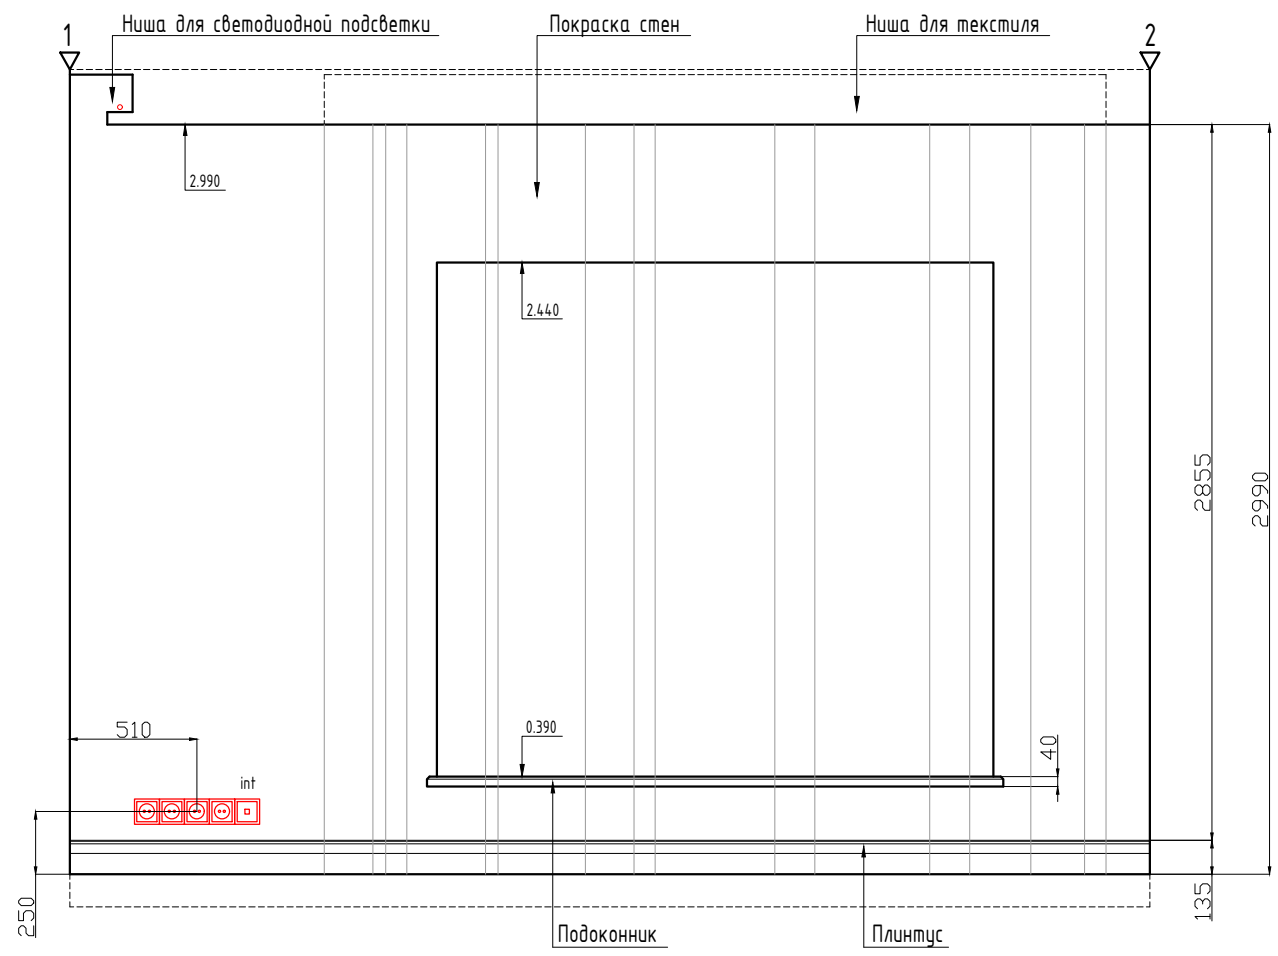 1
Ниша для светодиодной подсветки
Покраска стен
Ниша для текстиля
2
2.990
2.440
2855
2990
510
0.390
40
int
250
135
Подоконник
Плинтус